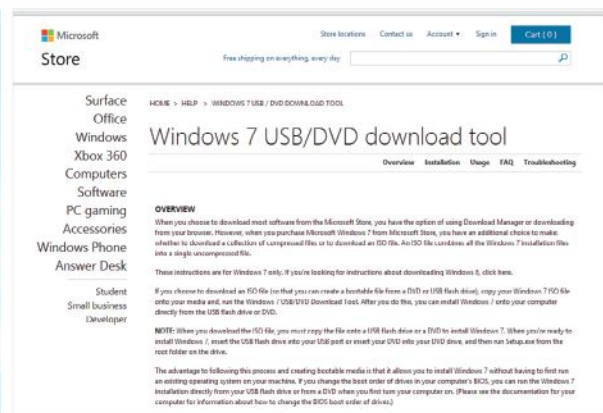 Microsoft
Store locations Contact us Account Sign in Cart ( 0 )
Store
Free shipping on everything, every day
Surface
Office
Windows
Xbox 360
Computers
Software
PC gaming
Accessories
Windows Phone
Answer Desk
Student
Small business
Developer
HOME > HELP > WINDOWS 7 USB / DVD DOWNLOAD TOOL
Windows 7 USB/DVD download tool
Overview Installation Usage FAQ Troubleshooting
OVERVIEW
When you choose to download most software from the Microsoft Store, you have the option of using Download Manager or downloading
from your browser. However, when you purchase Microsoft Windows 7 from Microsoft Store, you have an additional choice to make:
whether to download a collection of compressed files or to download an ISO file. An ISO file combines all the Windows 7 installation files
into a single uncompressed file.
These instructions are for Windows 7 only. If you're looking for instructions about downloading Windows 8, click here.
If you choose to download an ISO file (so that you can create a bootable file from a DVD or USB flash drive), copy your Windows 7 ISO file
onto your media and, run the Windows 7 USB/DVD Download Tool. After you do this, you can install Windows 7 onto your computer
directly from the USB flash drive or DVD.
NOTE: When you download the ISO file, you must copy the file onto a USB flash drive or a DVD to install Windows 7. When you're ready to
install Windows 7, insert the USB flash drive into your USB port or insert your DVD into your DVD drive, and then run Setup.exe from the
root folder on the drive.
The advantage to following this process and creating bootable media is that it allows you to install Windows 7 without having to first run
an existing operating system on your machine. If you change the boot order of drives in your computer's BIOS, you can run the Windows 7
installation directly from your USB flash drive or from a DVD when you first turn your computer on. (Please see the documentation for your
computer for information about how to change the BIOS boot order of drives.)